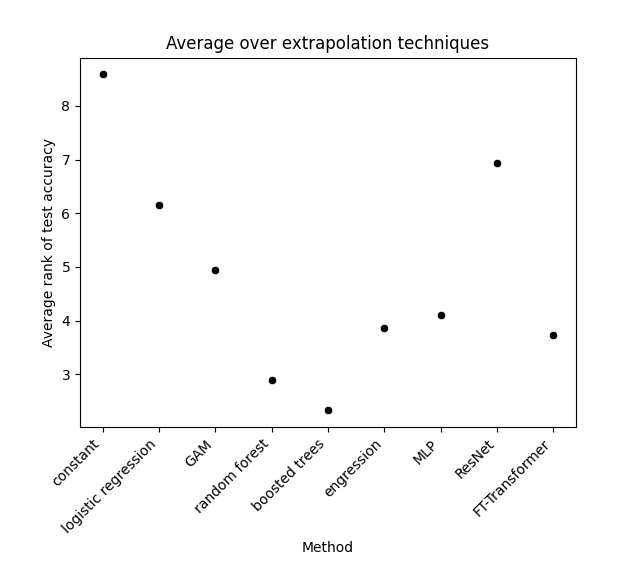 Average over extrapolation techniques
Average rank of test accuracy
8
7
6
5
4
3
constant
logistic regression
GAM
random forest
boosted trees
engression
MLP
ResNet
FT-Transformer
Method